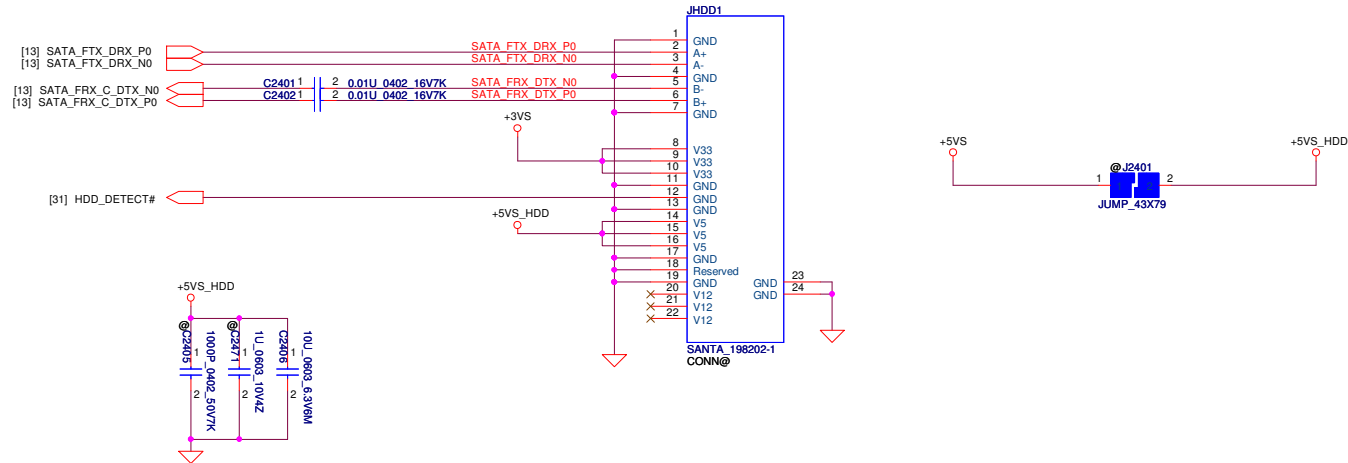 JHDD1
[13] SATA_FTX_DRX_P0
[13] SATA_FTX_DRX_N0
SATA_FTX_DRX_P0
SATA_FTX_DRX_N0
[13] SATA_FRX_C_DTX_N0
[13] SATA_FRX_C_DTX_P0
C2401 1 2 0.01U_0402_16V7K SATA_FRX_DTX_N0
C2402 1 2 0.01U_0402_16V7K SATA_FRX_DTX_P0
1 GND
2 A+
3 A-
4 GND
5 B-
6 B+
7 GND
+3VS
8 V33
9 V33
10 V33
11 GND
[31] HDD_DETECT#
12 GND
13 GND
+5VS_HDD
14 V5
15 V5
16 V5
17 GND
18 Reserved
19 GND
20 V12
21 V12
22 V12
GND 23
GND 24
SANTA_198202-1
CONN@
+5VS
+5VS_HDD
@J2401
1 2
1 2
JUMP_43X79
+5VS_HDD
@C2405
1 2
1000P_0402_50V7K
@C2471
1 2
1U_0603_10V4Z
C2406
1 2
10U_0603_6.3V6M